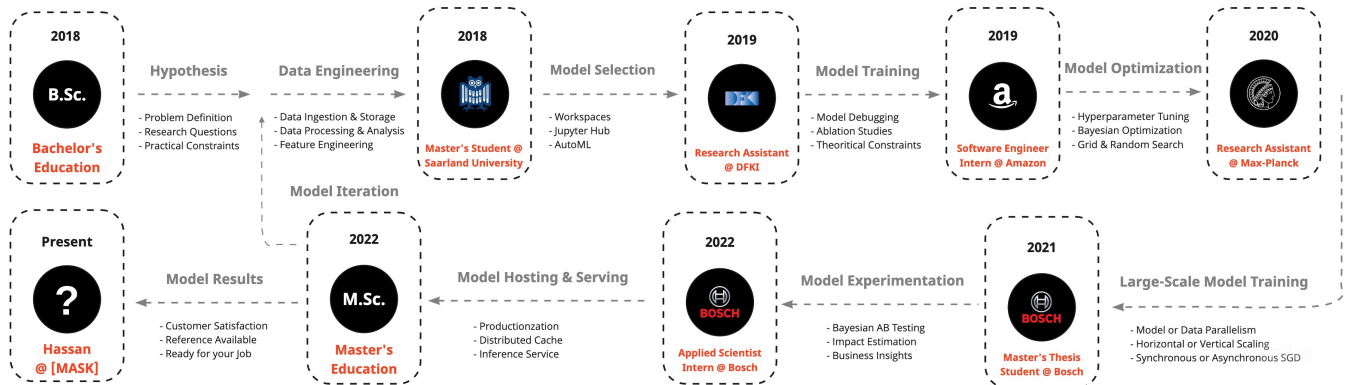 2018
B.Sc.
Bachelor's
Education
Hypothesis
- Problem Definition
- Research Questions
- Practical Constraints
Data Engineering
- Data Ingestion & Storage
- Data Processing & Analysis
- Feature Engineering
2018
Master's Student @
Saarland University
Model Selection
- Workspaces
- Jupyter Hub
- AutoML
2019
DFKI
Research Assistant
@ DFKI
Model Training
- Model Debugging
- Ablation Studies
- Theoritical Constraints
2019
a
Software Engineer
Intern @ Amazon
Model Optimization
- Hyperparameter Tuning
- Bayesian Optimization
- Grid & Random Search
2020
Research Assistant
@ Max-Planck
Large-Scale Model Training
- Model or Data Parallelism
- Horizontal or Vertical Scaling
- Synchronous or Asynchronous SGD
2021
BOSCH
Master's Thesis
Student @ Bosch
Model Experimentation
- Bayesian AB Testing
- Impact Estimation
- Business Insights
2022
BOSCH
Applied Scientist
Intern @ Bosch
Model Hosting & Serving
- Productionzation
- Distributed Cache
- Inference Service
2022
M.Sc.
Master's
Education
Model Iteration
Model Results
- Customer Satisfaction
- Reference Available
- Ready for your Job
Present
?
Hassan
@ [MASK]